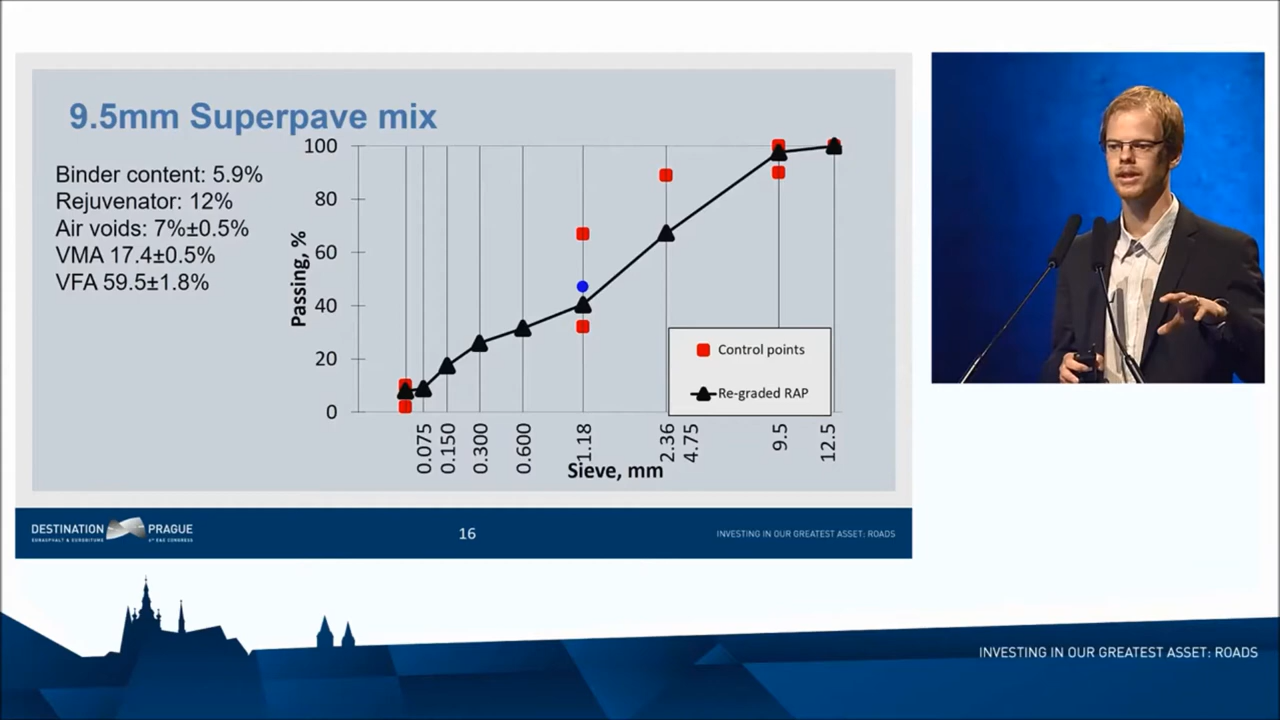 9.5mm Superpave mix
Binder content: 5.9%
Rejuvenator: 12%
Air voids: 7%±0.5%
VMA 17.4±0.5%
VFA 59.5±1.8%
Passing, %
100
80
60
40
20
0
Control points
Re-graded RAP
0.075
0.150
0.300
0.600
1.18
2.36
4.75
9.5
12.5
Sieve, mm
DESTINATION PRAGUE
16
INVESTING IN OUR GREATEST ASSET: ROADS
INVESTING IN OUR GREATEST ASSET: ROADS